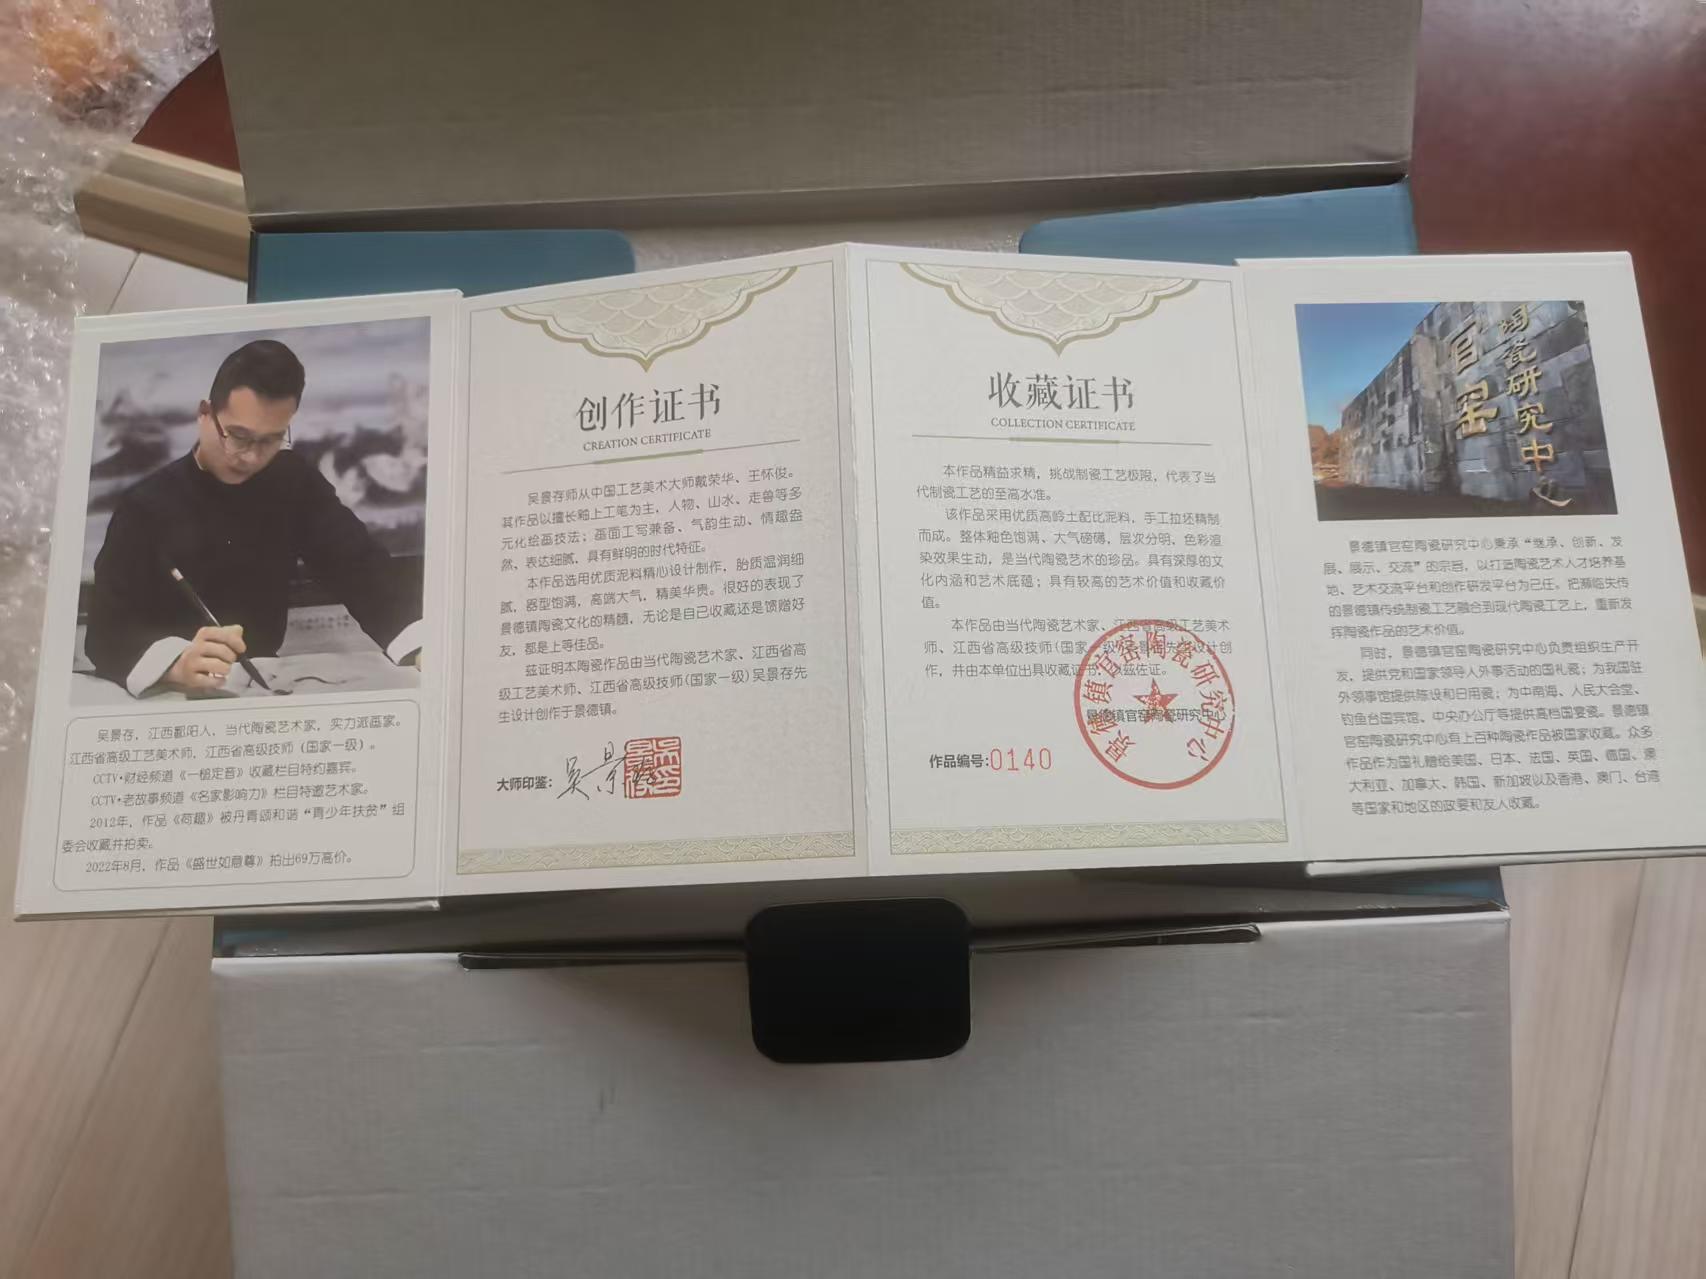 吴景存，江西鄱阳人，当代陶瓷艺术家，实力派画家。
江西省高级工艺美术师，江西省高级技师（国家一级）。
CCTV·财经频道《一槌定音》收藏栏目特约嘉宾。
CCTV·老故事频道《名家影响力》栏目特邀艺术家。
2012年，作品《荷趣》被丹青颂和谐“青少年扶贫”组
委会收藏并拍卖。
2022年8月，作品《盛世如意尊》拍出69万高价。
创作证书
CREATION CERTIFICATE
吴景存师从中国工艺美术大师戴荣华、王怀俊。
其作品以擅长釉上工笔为主，人物、山水、走兽等多
元化绘画技法；画面工写兼备、气韵生动、情趣盎
然、表达细腻，具有鲜明的时代特征。
本作品选用优质泥料精心设计制作，胎质温润细
腻，器型饱满，高端大气，精美华贵。很好的表现了
景德镇陶瓷文化的精髓，无论是自己收藏还是馈赠好
友，都是上等佳品。
兹证明本陶瓷作品由当代陶瓷艺术家、江西省高
级工艺美术师、江西省高级技师(国家一级)吴景存先
生设计创作于景德镇。
大师印鉴：
吴景存
收藏证书
COLLECTION CERTIFICATE
本作品精益求精，挑战制瓷工艺极限，代表了当
代制瓷工艺的至高水准。
该作品采用优质高岭土配比泥料，手工拉坯精制
而成。整体釉色饱满、大气磅礴，层次分明，色彩渲
染效果生动，是当代陶瓷艺术的珍品。具有深厚的文
化内涵和艺术底蕴；具有较高的艺术价值和收藏价
值。
本作品由当代陶瓷艺术家、江西省高级工艺美术
师、江西省高级技师(国家一级)吴景存先生设计创
作，并由本单位出具收藏证书，以兹佐证。
景德镇官窑陶瓷研究中心
景德镇官窑陶瓷研究中心
作品编号:0140
官窑
陶瓷研究中心
景德镇官窑陶瓷研究中心秉承“继承、创新、发
展、展示、交流”的宗旨，以打造陶瓷艺术人才培养基
地、艺术交流平台和创作研发平台为己任。把濒临失传
的景德镇传统制瓷工艺融合到现代陶瓷工艺上，重新发
挥陶瓷作品的艺术价值。
同时，景德镇官窑陶瓷研究中心负责组织生产开
发，提供党和国家领导人外事活动的国礼瓷；为我国驻
外领事馆提供陈设和日用瓷；为中南海、人民大会堂、
钓鱼台国宾馆、中央办公厅等提供高档国宴瓷。景德镇
官窑陶瓷研究中心有上百种陶瓷作品被国家收藏。众多
作品作为国礼赠给美国、日本、法国、英国、德国、澳
大利亚、加拿大、韩国、新加坡以及香港、澳门、台湾
等国家和地区的政要和友人收藏。